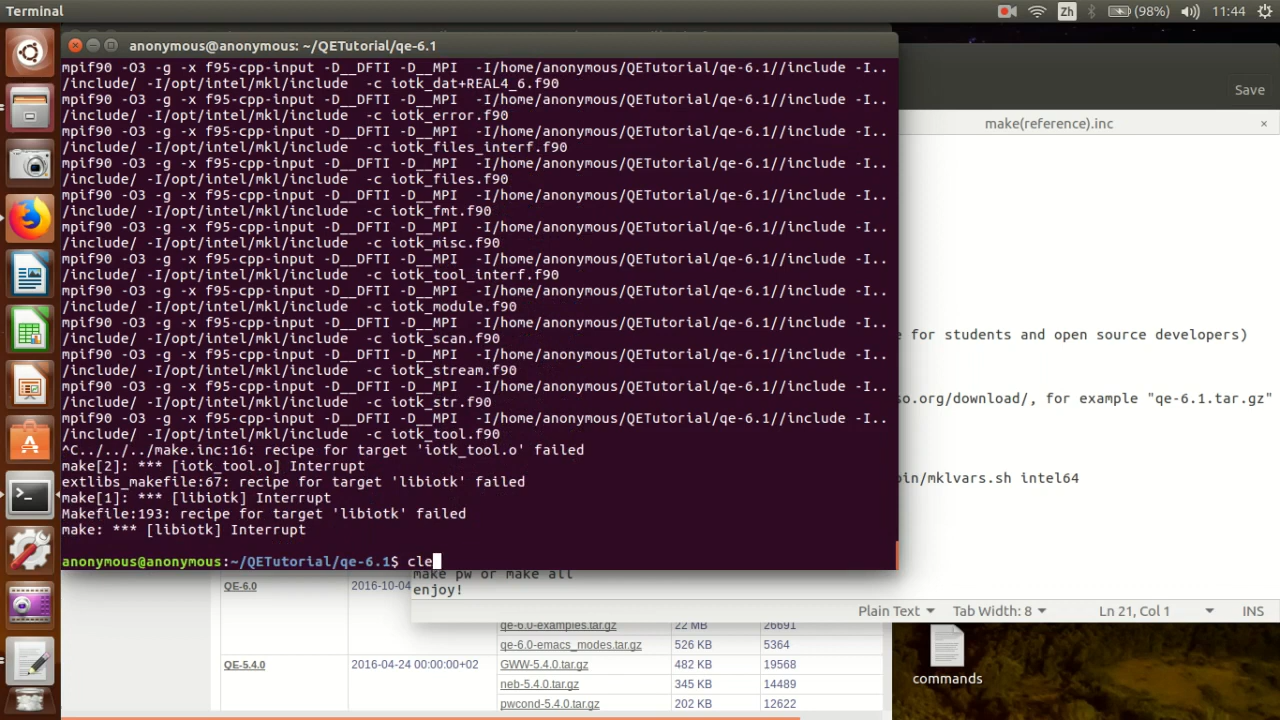 Terminal
Zh
(98%)
11:44
anonymous@anonymous: ~/QETutorial/qe-6.1
mpif90 -O3 -g -x f95-cpp-input -D__DFTI -D__MPI -I/home/anonymous/QETutorial/qe-6.1//include -I..
/include/ -I/opt/intel/mkl/include -c iotk_dat+REAL4_6.f90
mpif90 -O3 -g -x f95-cpp-input -D__DFTI -D__MPI -I/home/anonymous/QETutorial/qe-6.1//include -I..
/include/ -I/opt/intel/mkl/include -c iotk_error.f90
mpif90 -O3 -g -x f95-cpp-input -D__DFTI -D__MPI -I/home/anonymous/QETutorial/qe-6.1//include -I..
/include/ -I/opt/intel/mkl/include -c iotk_files_interf.f90
mpif90 -O3 -g -x f95-cpp-input -D__DFTI -D__MPI -I/home/anonymous/QETutorial/qe-6.1//include -I..
/include/ -I/opt/intel/mkl/include -c iotk_files.f90
mpif90 -O3 -g -x f95-cpp-input -D__DFTI -D__MPI -I/home/anonymous/QETutorial/qe-6.1//include -I..
/include/ -I/opt/intel/mkl/include -c iotk_fmt.f90
mpif90 -O3 -g -x f95-cpp-input -D__DFTI -D__MPI -I/home/anonymous/QETutorial/qe-6.1//include -I..
/include/ -I/opt/intel/mkl/include -c iotk_misc.f90
mpif90 -O3 -g -x f95-cpp-input -D__DFTI -D__MPI -I/home/anonymous/QETutorial/qe-6.1//include -I..
/include/ -I/opt/intel/mkl/include -c iotk_tool_interf.f90
mpif90 -O3 -g -x f95-cpp-input -D__DFTI -D__MPI -I/home/anonymous/QETutorial/qe-6.1//include -I..
/include/ -I/opt/intel/mkl/include -c iotk_module.f90
mpif90 -O3 -g -x f95-cpp-input -D__DFTI -D__MPI -I/home/anonymous/QETutorial/qe-6.1//include -I..
/include/ -I/opt/intel/mkl/include -c iotk_scan.f90
mpif90 -O3 -g -x f95-cpp-input -D__DFTI -D__MPI -I/home/anonymous/QETutorial/qe-6.1//include -I..
/include/ -I/opt/intel/mkl/include -c iotk_stream.f90
mpif90 -O3 -g -x f95-cpp-input -D__DFTI -D__MPI -I/home/anonymous/QETutorial/qe-6.1//include -I..
/include/ -I/opt/intel/mkl/include -c iotk_str.f90
mpif90 -O3 -g -x f95-cpp-input -D__DFTI -D__MPI -I/home/anonymous/QETutorial/qe-6.1//include -I..
/include/ -I/opt/intel/mkl/include -c iotk_tool.f90
^C../../../make.inc:16: recipe for target 'iotk_tool.o' failed
make[2]: *** [iotk_tool.o] Interrupt
extlibs_makefile:67: recipe for target 'libiotk' failed
make[1]: *** [libiotk] Interrupt
Makefile:193: recipe for target 'libiotk' failed
make: *** [libiotk] Interrupt
anonymous@anonymous:~/QETutorial/qe-6.1$ cle
Save
make(reference).inc ×
e for students and open source developers)
so.org/download/, for example "qe-6.1.tar.gz"
bin/mklvars.sh intel64
make pw or make all
enjoy!
Plain Text Tab Width: 8 Ln 21, Col 1 INS
QE-6.0 2016-10-04
qe-6.0-examples.tar.gz 22 MB 26691
qe-6.0-emacs_modes.tar.gz 526 KB 5364
QE-5.4.0 2016-04-24 00:00:00+02 GWW-5.4.0.tar.gz 482 KB 19568
neb-5.4.0.tar.gz 345 KB 14489
pwcond-5.4.0.tar.gz 202 KB 12622
commands